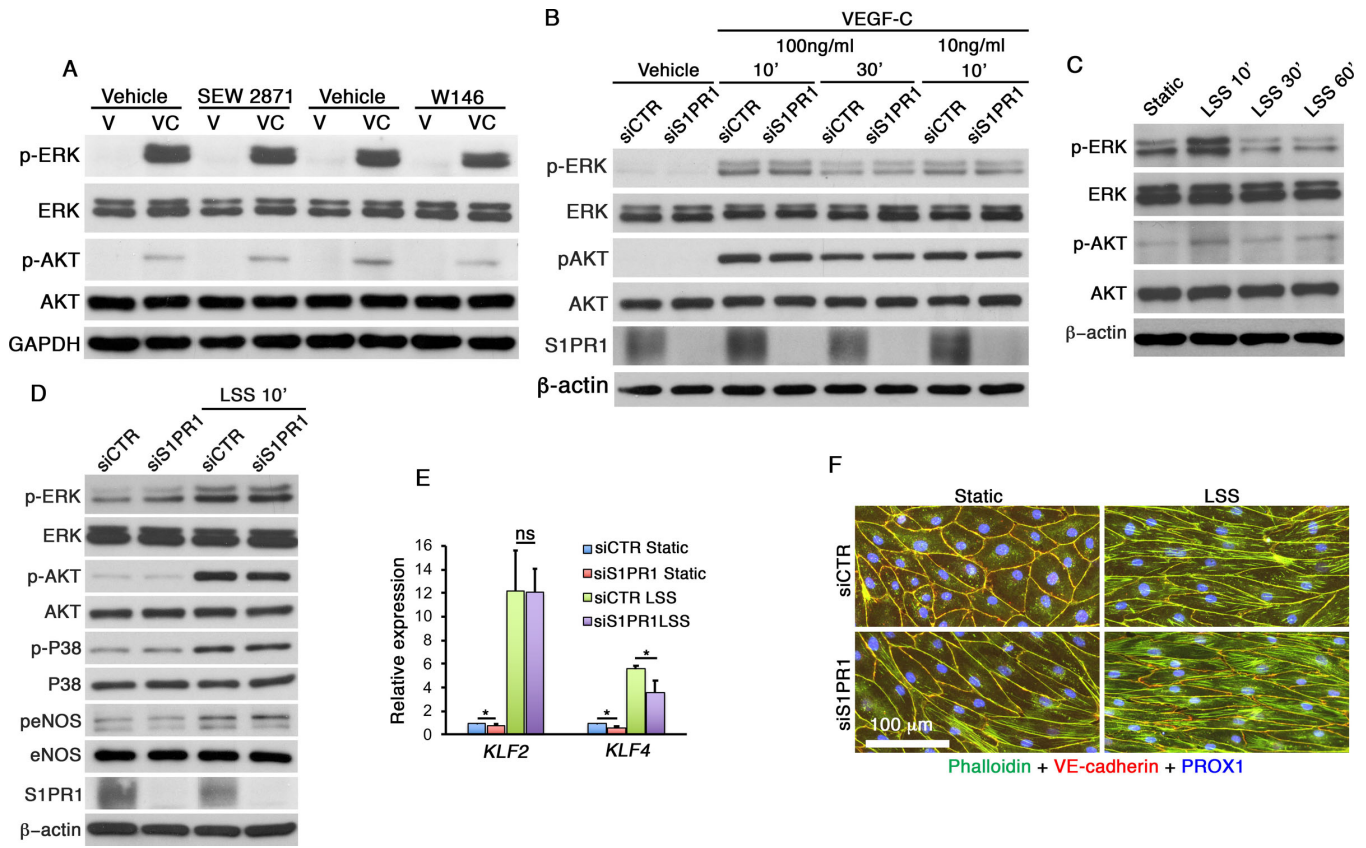 A
Vehicle SEW 2871 Vehicle W146
V VC V VC V VC V VC
p-ERK
ERK
p-AKT
AKT
GAPDH
B
VEGF-C
100ng/ml 10ng/ml
Vehicle 10' 30' 10'
siCTR siS1PR1 siCTR siS1PR1 siCTR siS1PR1 siCTR siS1PR1
p-ERK
ERK
pAKT
AKT
S1PR1
β-actin
C
Static LSS 10' LSS 30' LSS 60'
p-ERK
ERK
p-AKT
AKT
β-actin
D
LSS 10'
siCTR siS1PR1 siCTR siS1PR1
p-ERK
ERK
p-AKT
AKT
p-P38
P38
peNOS
eNOS
S1PR1
β-actin
E
Relative expression
16
14
12
10
8
6
4
2
0
ns
* * *
siCTR Static
siS1PR1 Static
siCTR LSS
siS1PR1LSS
KLF2 KLF4
F
Static LSS
siCTR
siS1PR1
100 μm
Phalloidin + VE-cadherin + PROX1